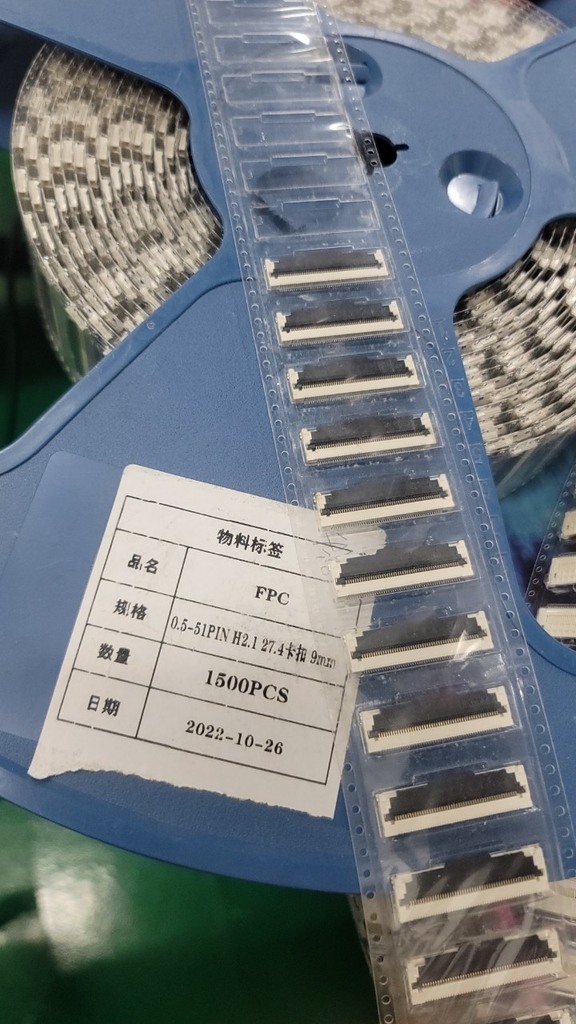 物料标签
品名 FPC
规格 0.5-51PIN H2.1 27.4卡扣 9mm
数量 1500PCS
日期 2022-10-26